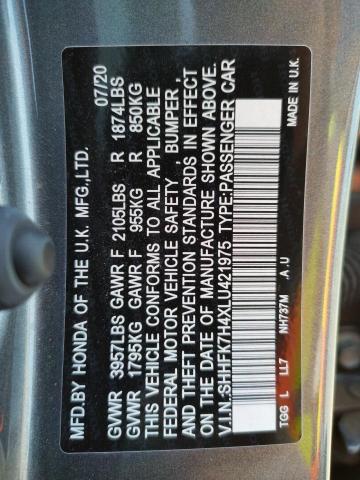 MFD.BY HONDA OF THE U.K. MFG.,LTD. 07/20
GVWR 3957LBS GAWR F 2105LBS R 1874LBS
GVWR 1795KG GAWR F 955KG R 850KG
THIS VEHICLE CONFORMS TO ALL APPLICABLE
FEDERAL MOTOR VEHICLE SAFETY , BUMPER ,
AND THEFT PREVENTION STANDARDS IN EFFECT
ON THE DATE OF MANUFACTURE SHOWN ABOVE.
V.I.N.:SHHFK7H4XLU421975 TYPE:PASSENGER CAR
TGG L LL7 NH737M A U MADE IN U.K.